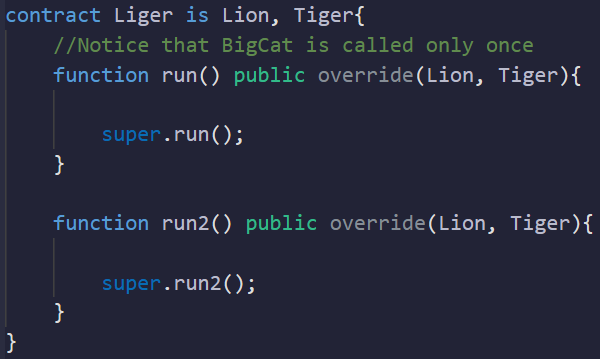 contract Liger is Lion, Tiger{
//Notice that BigCat is called only once
function run() public override(Lion, Tiger){
super.run();
}
function run2() public override(Lion, Tiger){
super.run2();
}
}